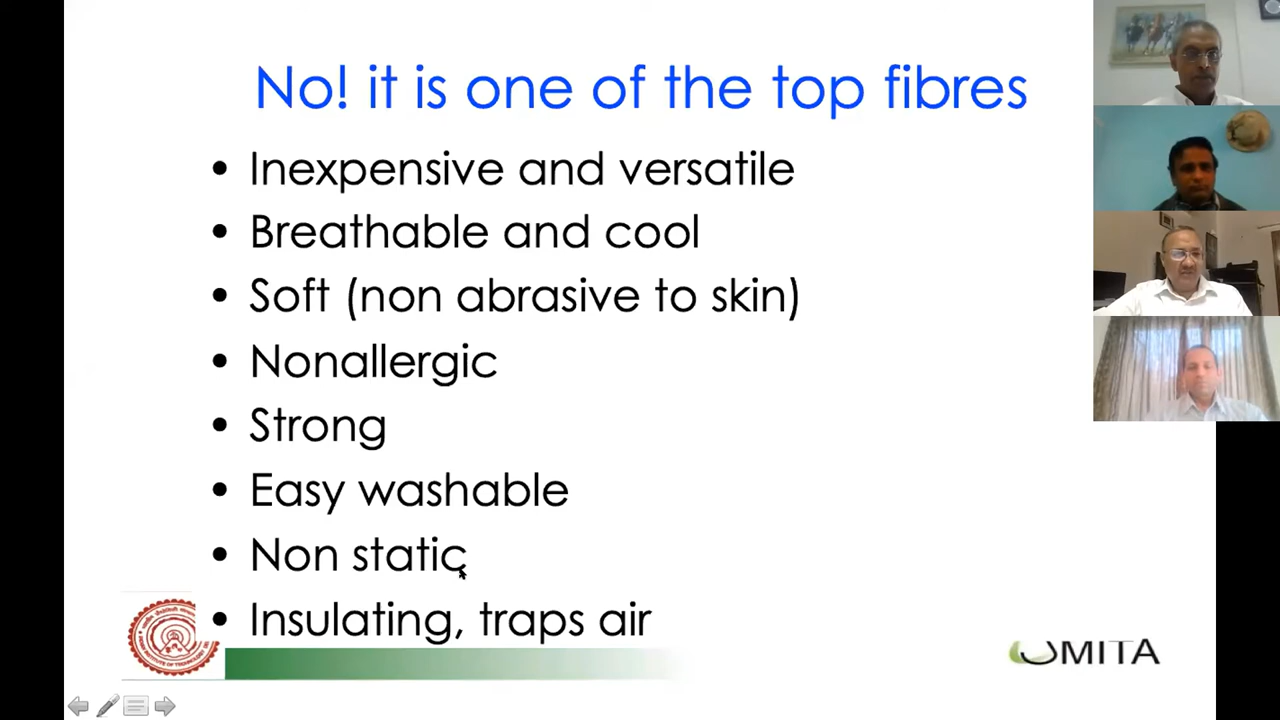 No! it is one of the top fibres
• Inexpensive and versatile
• Breathable and cool
• Soft (non abrasive to skin)
• Nonallergic
• Strong
• Easy washable
• Non static
• Insulating, traps air
UMITA